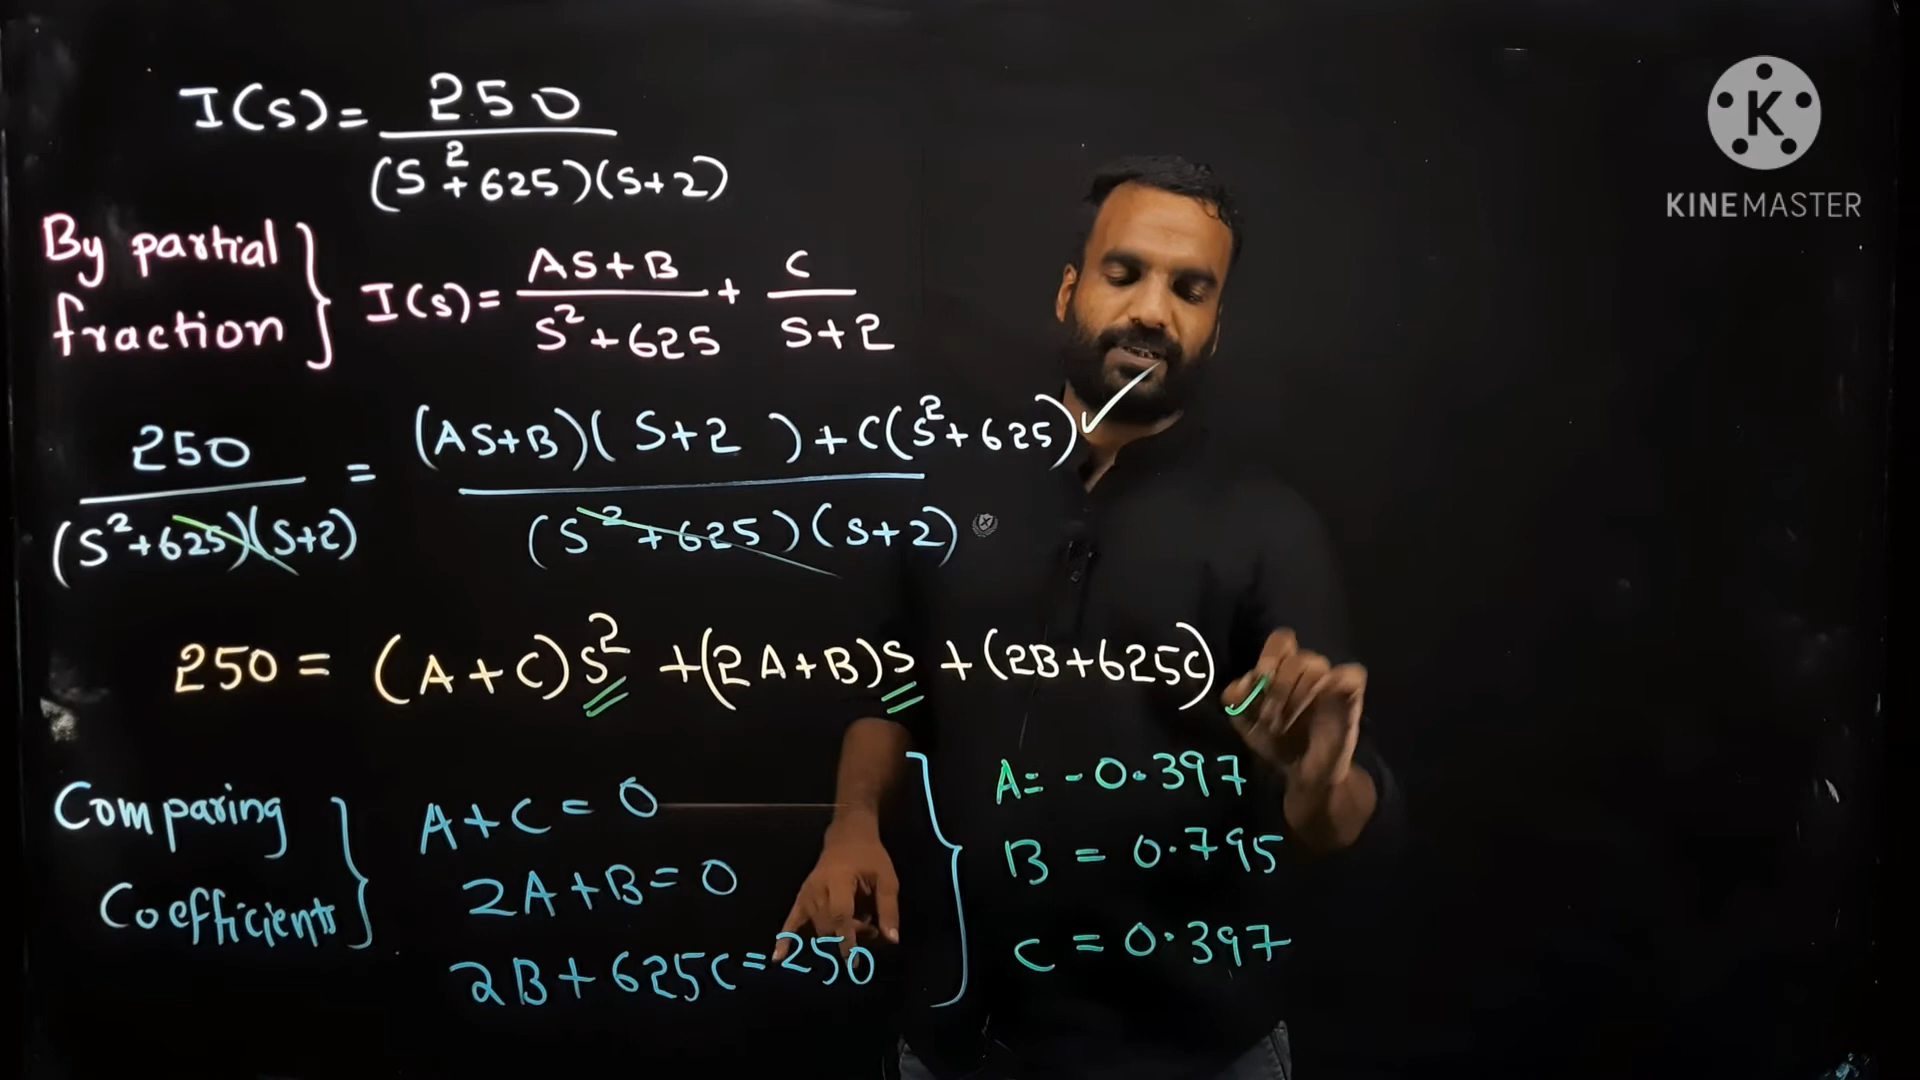 I(s) = 250 / (S²+625)(S+2)
By partial fraction } I(s) = AS+B / S²+625 + C / S+2
250 / (S²+625)(S+2) = (AS+B)(S+2) + C(S²+625) / (S²+625)(S+2)
250 = (A+C)S² + (2A+B)S + (2B+625C)
Comparing Coefficients }
A+C = 0
2A+B = 0
2B+625C = 250
A = -0.397
B = 0.795
C = 0.397
K
KINEMASTER